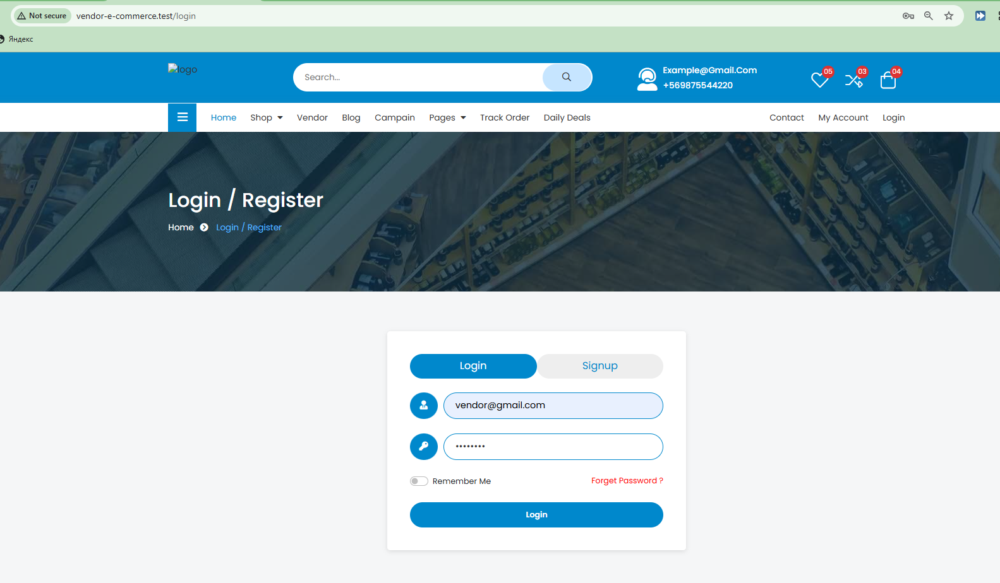 Not secure vendor-e-commerce.test/login
Яндекс
logo
Search...
Example@Gmail.Com
+569875544220
05
03
04
Home Shop Vendor Blog Campain Pages Track Order Daily Deals Contact My Account Login
Login / Register
Home Login / Register
Login Signup
vendor@gmail.com
••••••••
Remember Me Forget Password ?
Login